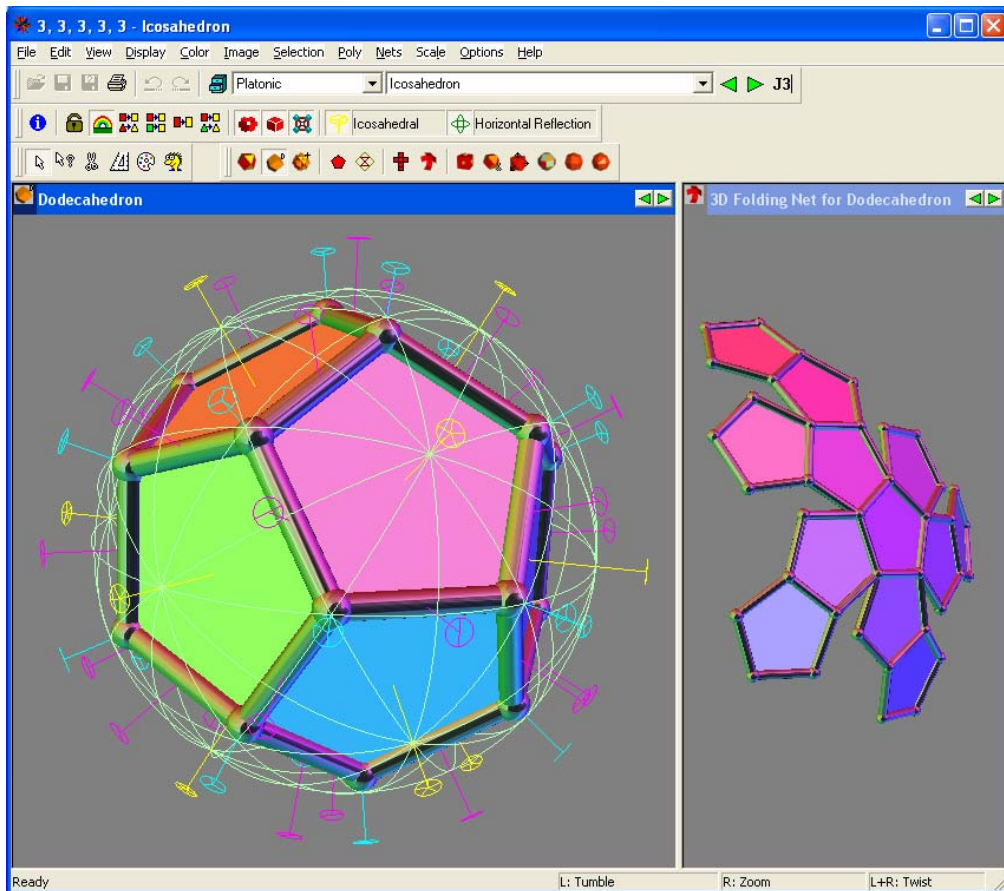 3, 3, 3, 3, 3 - Icosahedron
File Edit View Display Color Image Selection Poly Nets Scale Options Help
Platonic Icosahedron J3
Icosahedral Horizontal Reflection
Dodecahedron
3D Folding Net for Dodecahedron
Ready L: Tumble R: Zoom L+R: Twist